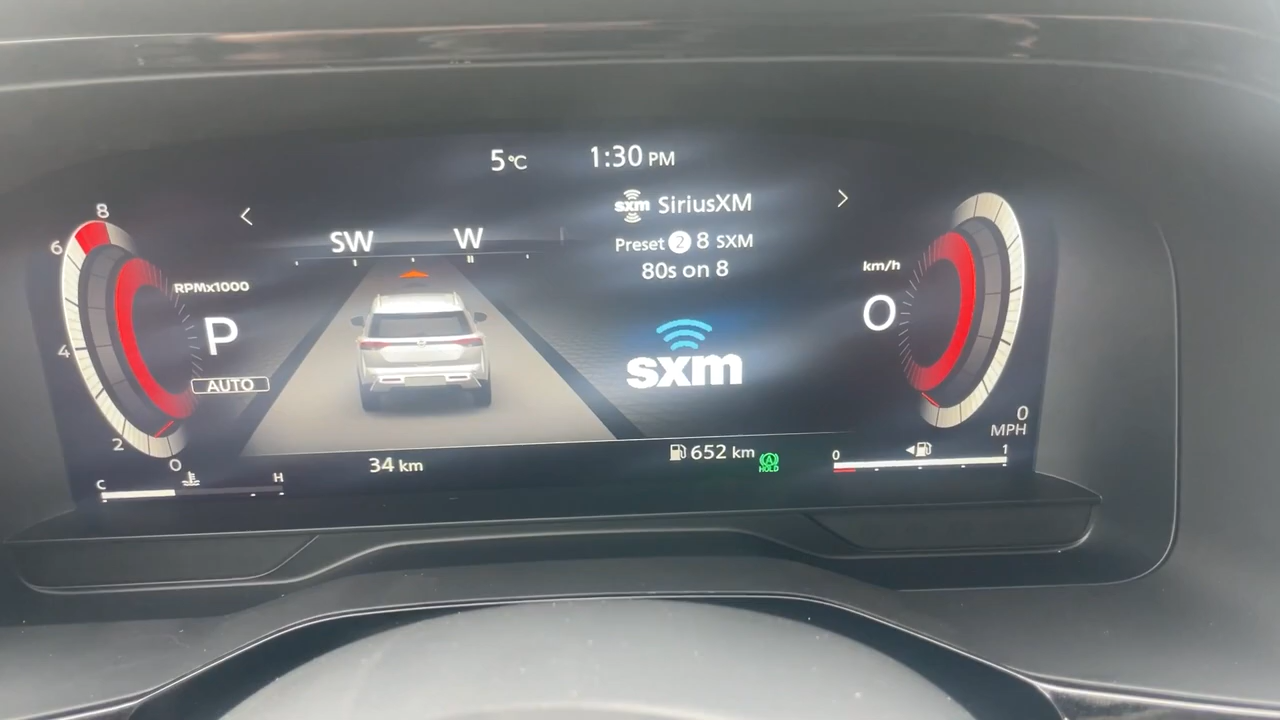 5℃
1:30 PM
sxm SiriusXM
Preset 2 8 SXM
80s on 8
sxm
SW W
8
6
4
2
0
RPMx1000
P
AUTO
km/h
0
0
MPH
34 km
652 km
A HOLD
C H
0 1